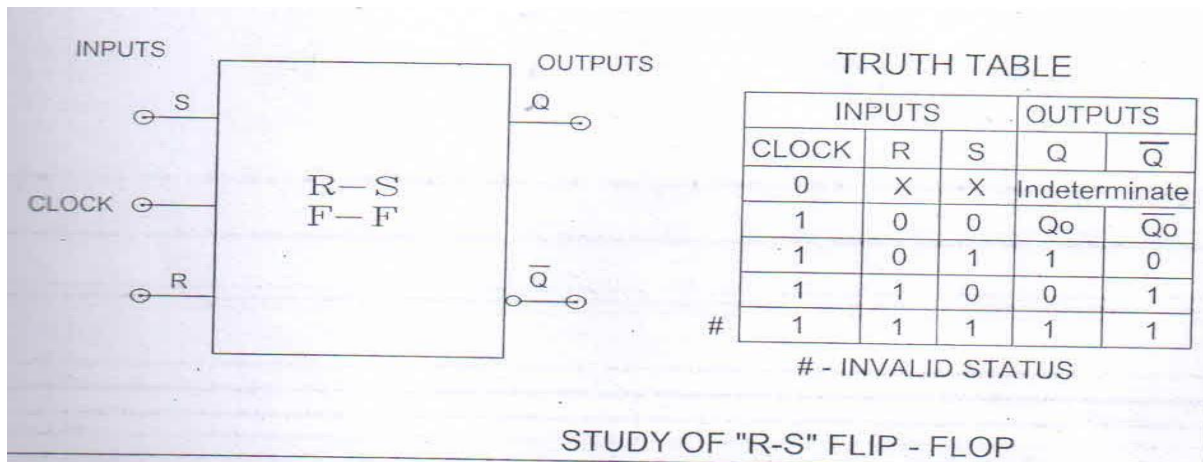 INPUTS
OUTPUTS
S
Q
CLOCK
R–S
F–F
R
Q̅
TRUTH TABLE
INPUTS OUTPUTS
CLOCK R S Q Q̅
0 X X Indeterminate
1 0 0 Qo Q̅o̅
1 0 1 1 0
1 1 0 0 1
# 1 1 1 1 1
# - INVALID STATUS
STUDY OF "R-S" FLIP - FLOP